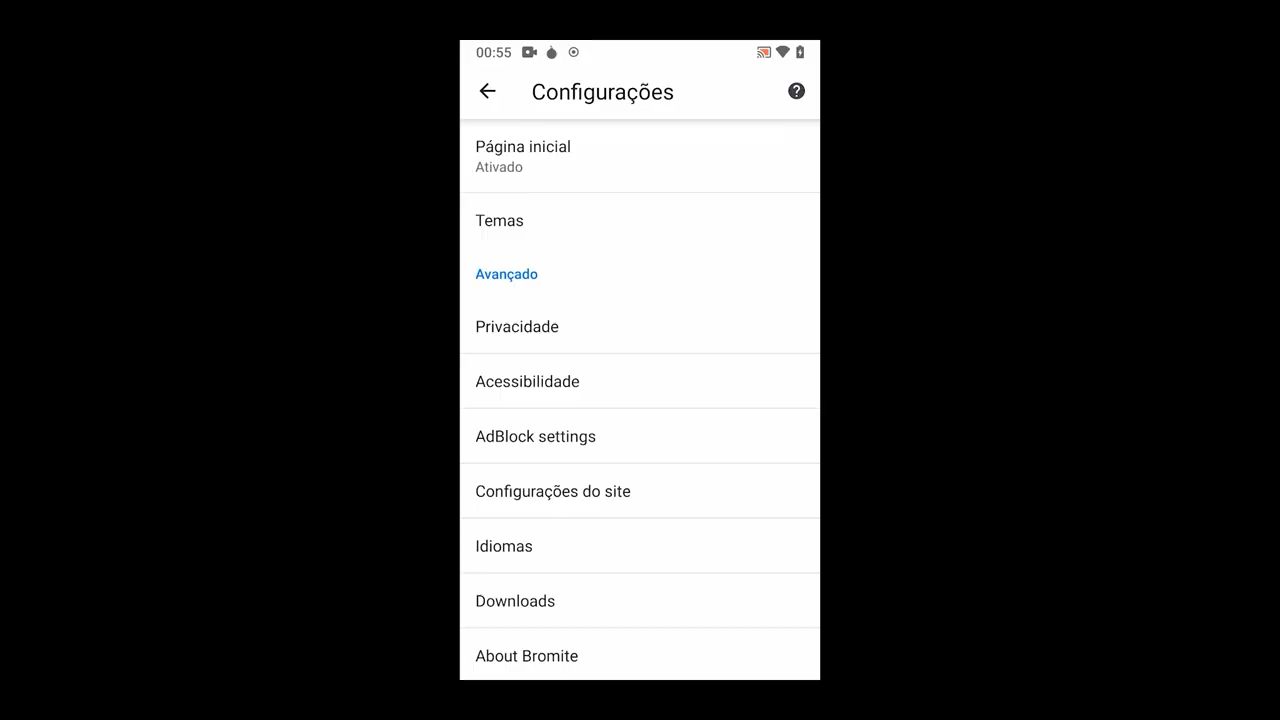 00:55
Configurações
Página inicial
Ativado
Temas
Avançado
Privacidade
Acessibilidade
AdBlock settings
Configurações do site
Idiomas
Downloads
About Bromite